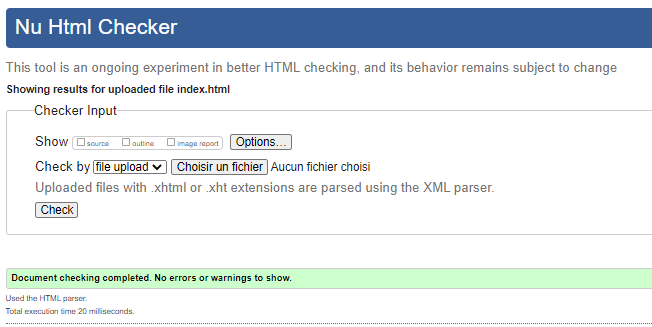 Nu Html Checker
This tool is an ongoing experiment in better HTML checking, and its behavior remains subject to change
Showing results for uploaded file index.html
Checker Input
Show source outline image report Options...
Check by file upload Choisir un fichier Aucun fichier choisi
Uploaded files with .xhtml or .xht extensions are parsed using the XML parser.
Check
Document checking completed. No errors or warnings to show.
Used the HTML parser.
Total execution time 20 milliseconds.